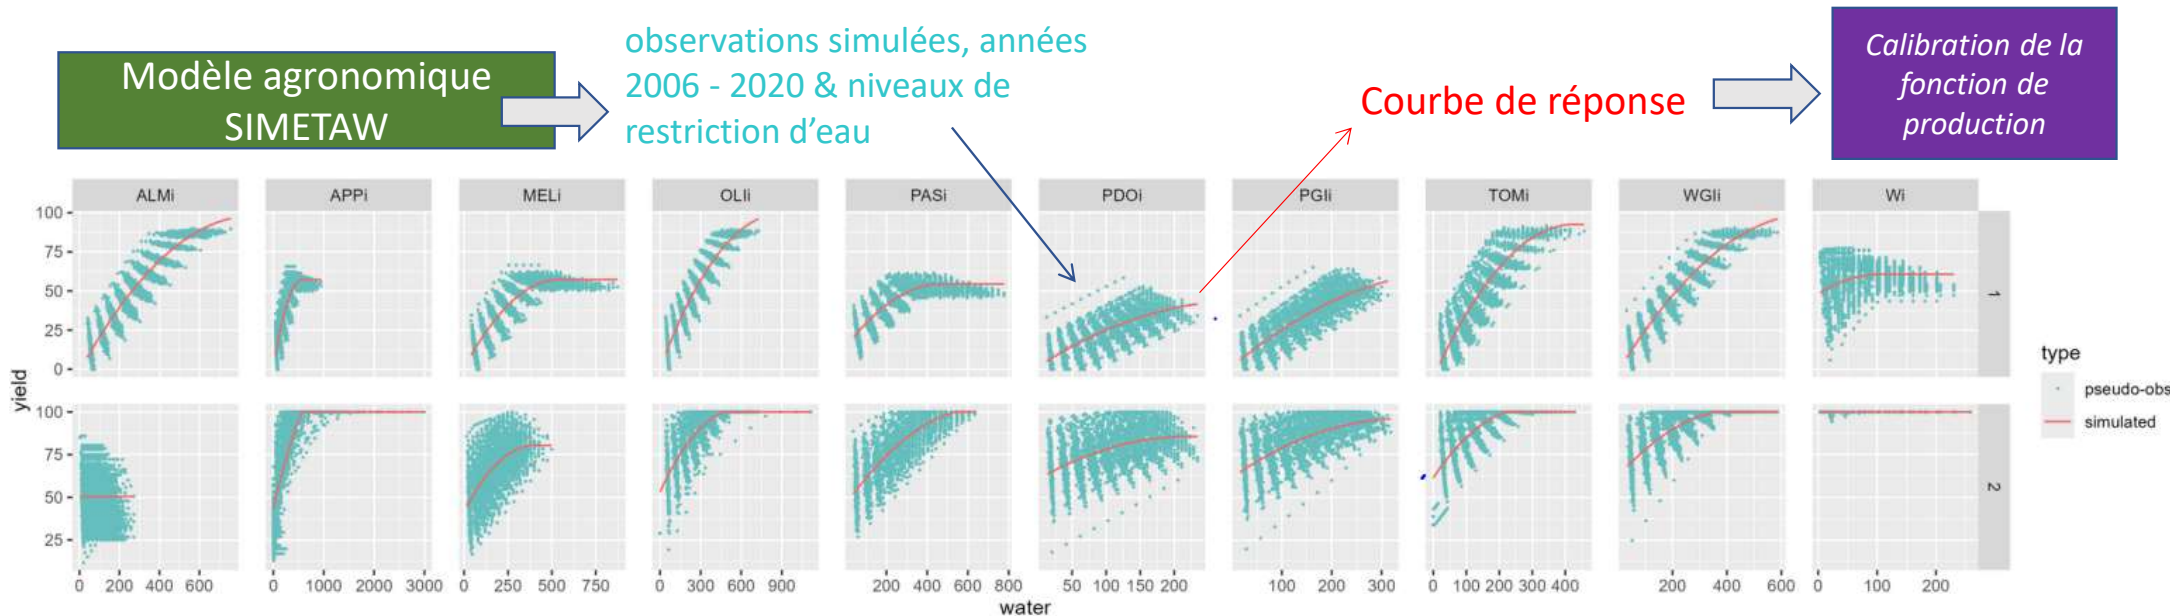 Modèle agronomique
SIMETAW
observations simulées, années
2006 - 2020 & niveaux de
restriction d'eau
Courbe de réponse
Calibration de la
fonction de
production
ALMi APPi MELi OLIi PASi PDOi PGIi TOMi WGIi Wi
100
75
50
25
0
1
yield
100
75
50
25
2
0 200 400 600
0 1000 2000 3000
0 250 500 750
0 300 600 900
200 400 600 780
50 100 150 200
100 200 300
0 100 200 300 400
0 200 400 600
0 100 200
water
type
pseudo-obs
simulated